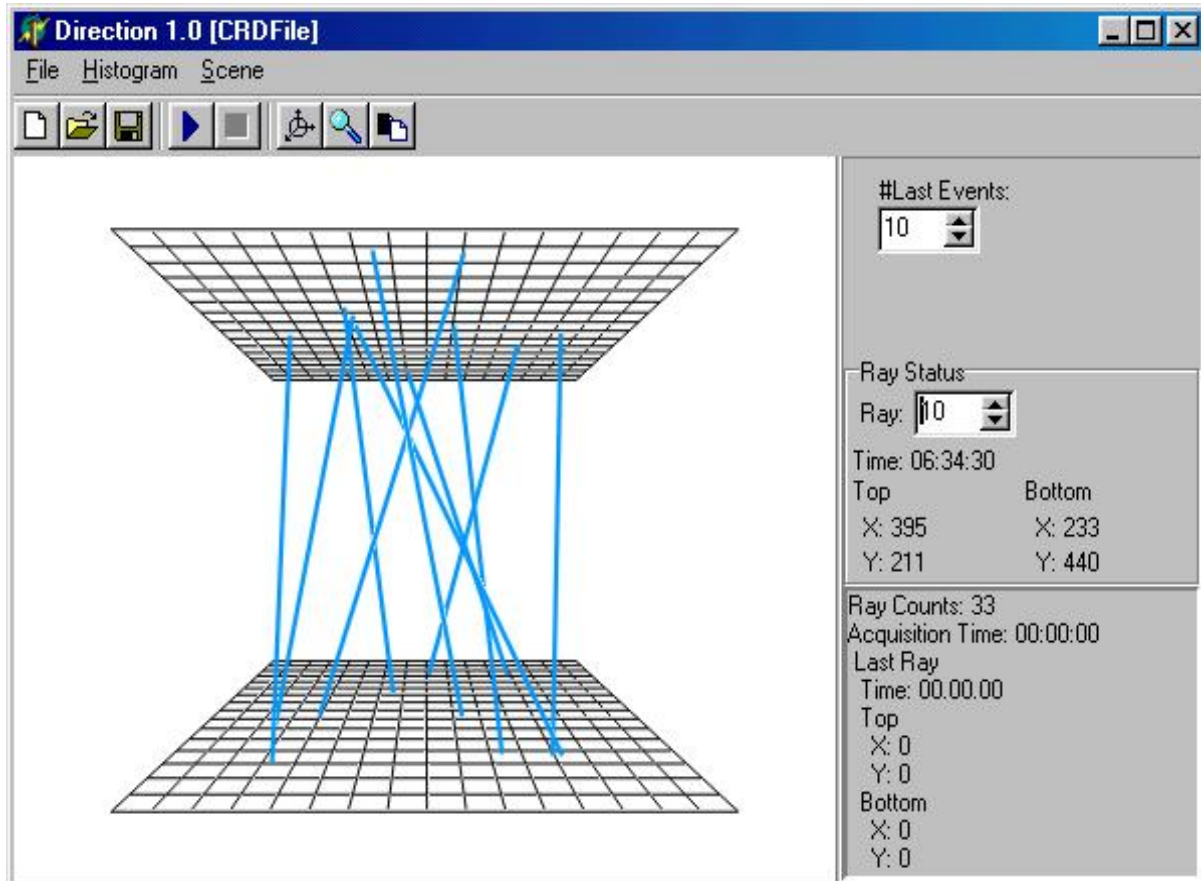 Direction 1.0 [CRDFile]
File Histogram Scene
#Last Events:
10
Ray Status
Ray: 10
Time: 06:34:30
Top Bottom
X: 395 X: 233
Y: 211 Y: 440
Ray Counts: 33
Acquisition Time: 00:00:00
Last Ray
Time: 00.00.00
Top
X: 0
Y: 0
Bottom
X: 0
Y: 0